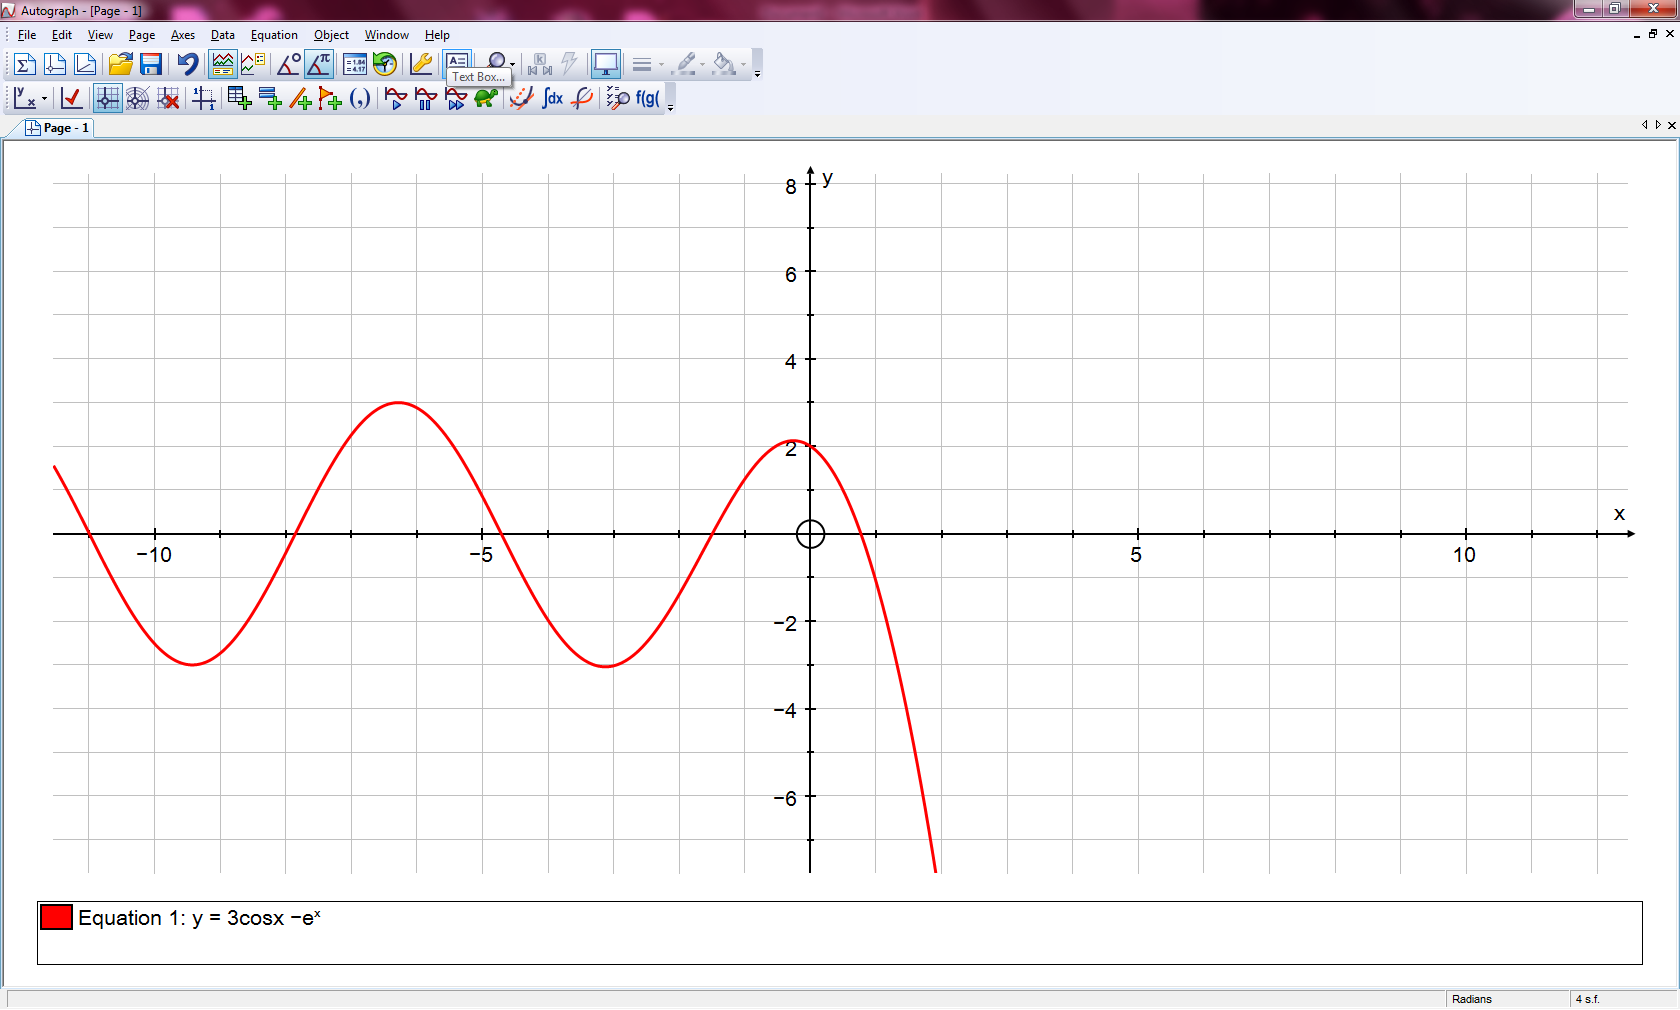 Autograph - [Page - 1]
File Edit View Page Axes Data Equation Object Window Help
Text Box...
∫dx f(g(
Page - 1
y
8
6
4
2
x
−10 −5 5 10
−2
−4
−6
Equation 1: y = 3cosx −eˣ
Radians 4 s.f.